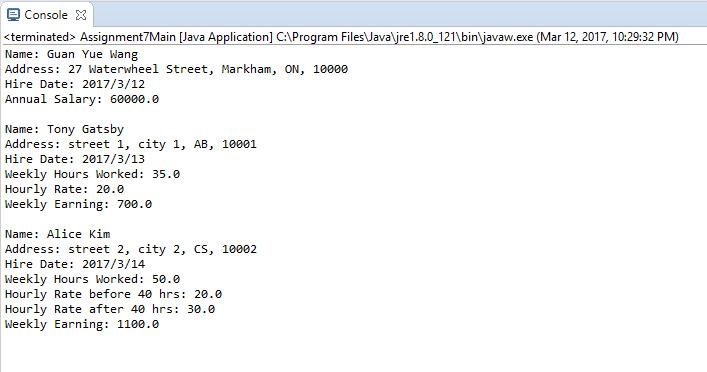 Console
<terminated> Assignment7Main [Java Application] C:\Program Files\Java\jre1.8.0_121\bin\javaw.exe (Mar 12, 2017, 10:29:32 PM)
Name: Guan Yue Wang
Address: 27 Waterwheel Street, Markham, ON, 10000
Hire Date: 2017/3/12
Annual Salary: 60000.0
Name: Tony Gatsby
Address: street 1, city 1, AB, 10001
Hire Date: 2017/3/13
Weekly Hours Worked: 35.0
Hourly Rate: 20.0
Weekly Earning: 700.0
Name: Alice Kim
Address: street 2, city 2, CS, 10002
Hire Date: 2017/3/14
Weekly Hours Worked: 50.0
Hourly Rate before 40 hrs: 20.0
Hourly Rate after 40 hrs: 30.0
Weekly Earning: 1100.0